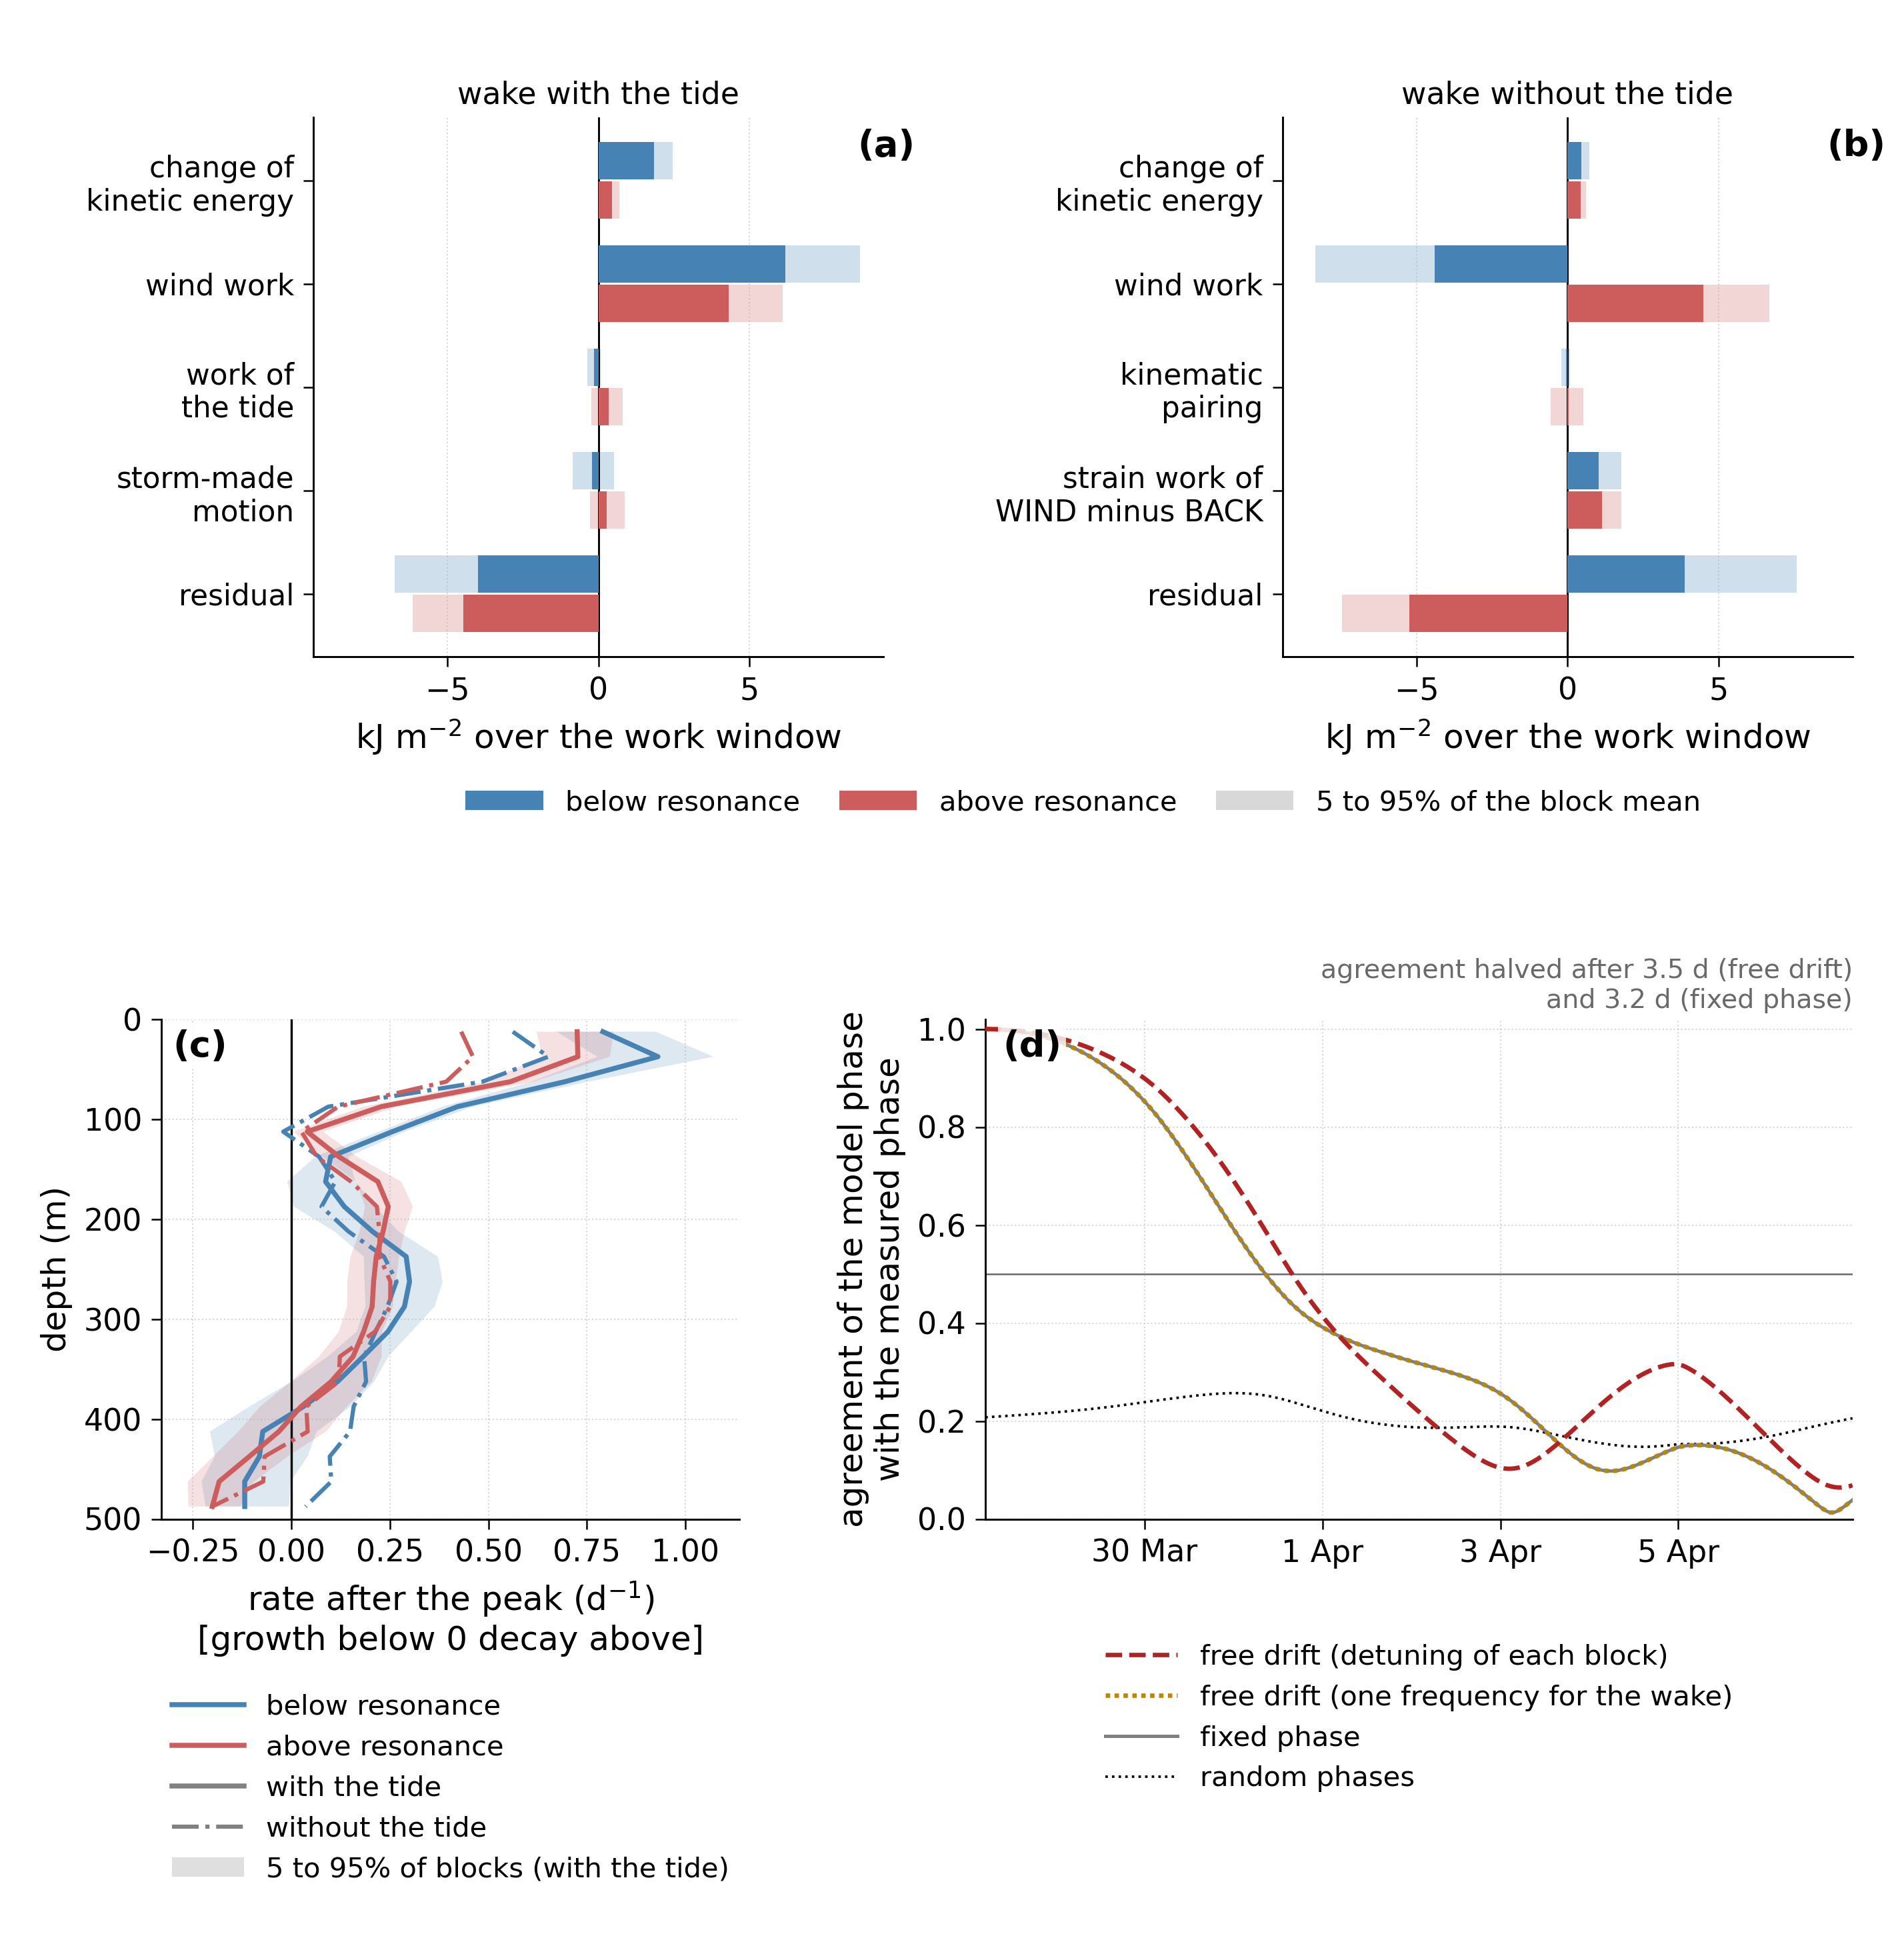 wake with the tide
(a)
change of
kinetic energy
wind work
work of
the tide
storm-made
motion
residual
−5 0 5
kJ m⁻² over the work window
wake without the tide
(b)
change of
kinetic energy
wind work
kinematic
pairing
strain work of
WIND minus BACK
residual
−5 0 5
kJ m⁻² over the work window
below resonance
above resonance
5 to 95% of the block mean
(c)
depth (m)
0
100
200
300
400
500
−0.25 0.00 0.25 0.50 0.75 1.00
rate after the peak (d⁻¹)
[growth below 0 decay above]
below resonance
above resonance
with the tide
without the tide
5 to 95% of blocks (with the tide)
agreement halved after 3.5 d (free drift)
and 3.2 d (fixed phase)
(d)
agreement of the model phase
with the measured phase
1.0
0.8
0.6
0.4
0.2
0.0
30 Mar 1 Apr 3 Apr 5 Apr
free drift (detuning of each block)
free drift (one frequency for the wake)
fixed phase
random phases